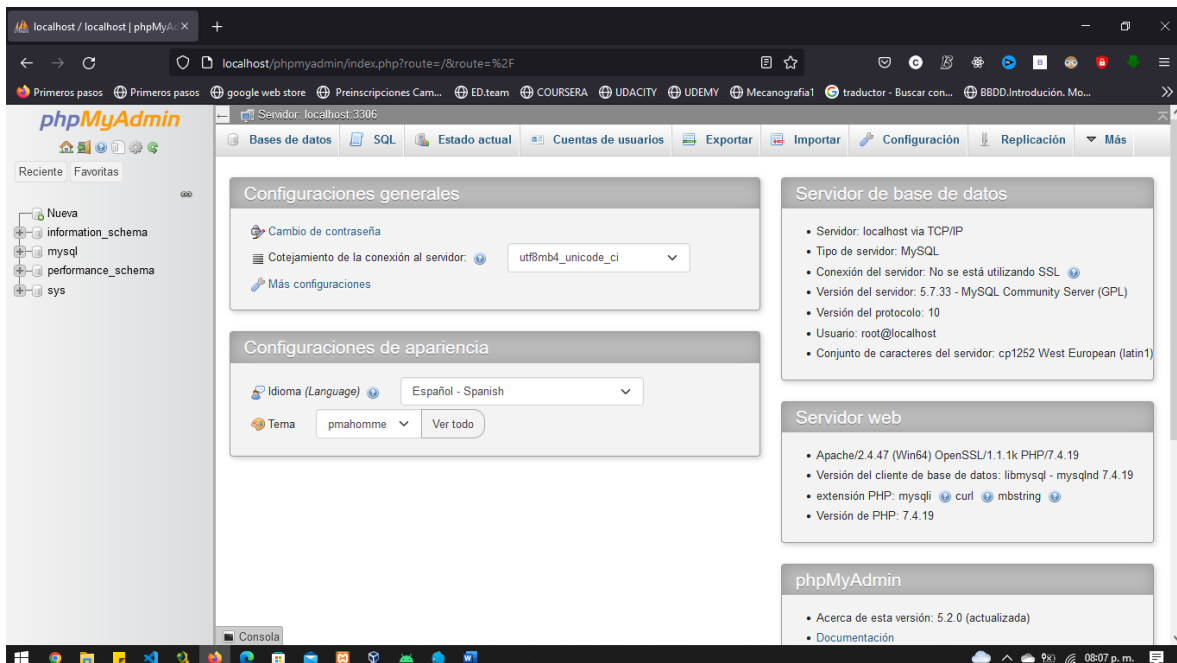 localhost / localhost | phpMyAd
localhost/phpmyadmin/index.php?route=/&route=%2F
Primeros pasos
Primeros pasos
google web store
Preinscripciones Cam...
ED.team
COURSERA
UDACITY
UDEMY
Mecanografia1
traductor - Buscar con...
BBDD.Introdución. Mo...
phpMyAdmin
Reciente
Favoritas
Nueva
information_schema
mysql
performance_schema
sys
Servidor: localhost:3306
Bases de datos
SQL
Estado actual
Cuentas de usuarios
Exportar
Importar
Configuración
Replicación
Más
Configuraciones generales
Cambio de contraseña
Cotejamiento de la conexión al servidor:
utf8mb4_unicode_ci
Más configuraciones
Configuraciones de apariencia
Idioma (Language)
Español - Spanish
Tema
pmahomme
Ver todo
Servidor de base de datos
Servidor: localhost via TCP/IP
Tipo de servidor: MySQL
Conexión del servidor: No se está utilizando SSL
Versión del servidor: 5.7.33 - MySQL Community Server (GPL)
Versión del protocolo: 10
Usuario: root@localhost
Conjunto de caracteres del servidor: cp1252 West European (latin1)
Servidor web
Apache/2.4.47 (Win64) OpenSSL/1.1.1k PHP/7.4.19
Versión del cliente de base de datos: libmysql - mysqlnd 7.4.19
extensión PHP: mysqli curl mbstring
Versión de PHP: 7.4.19
phpMyAdmin
Acerca de esta versión: 5.2.0 (actualizada)
Documentación
Consola
08:07 p. m.